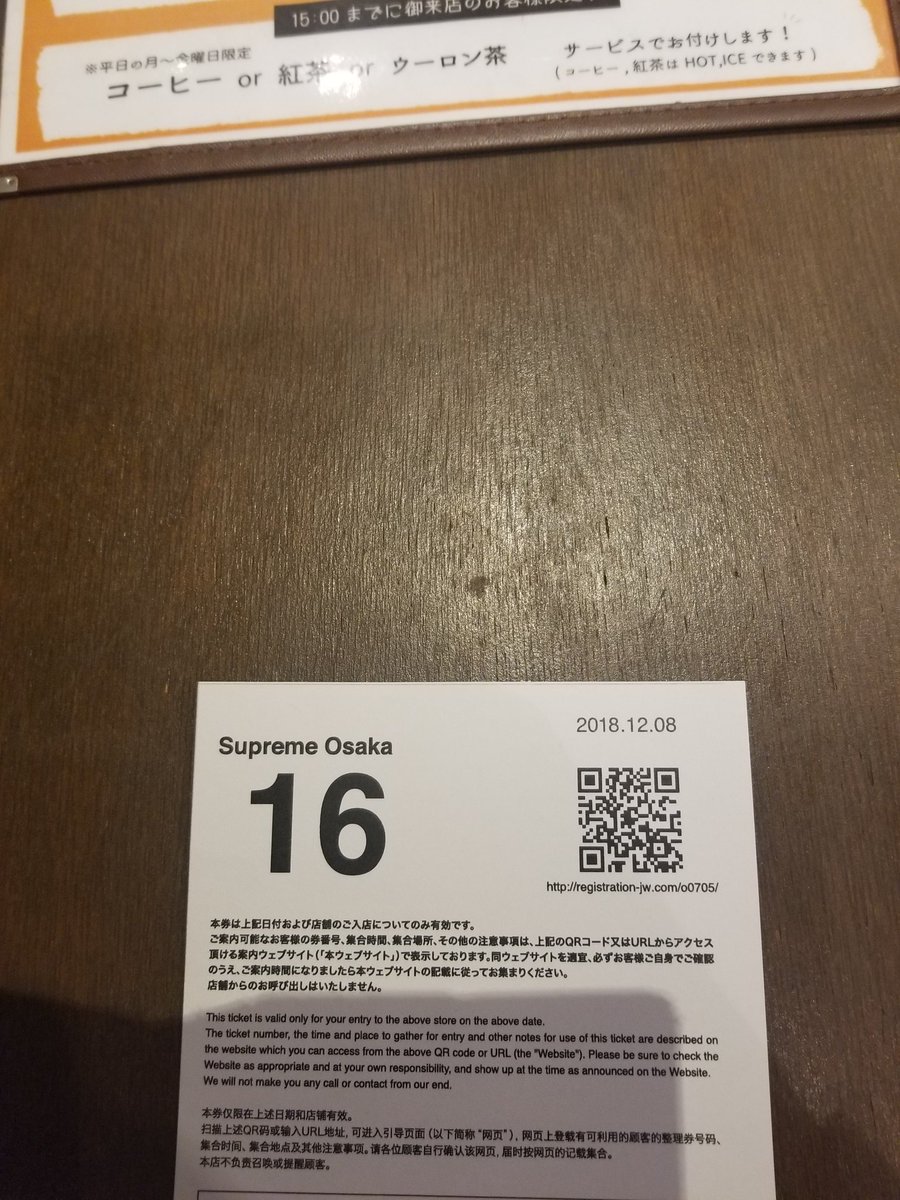 15:00 までに御来店のお客様限定
※平日の月～金曜日限定
コーヒー or 紅茶 or ウーロン茶
サービスでお付けします！
(コーヒー,紅茶は HOT,ICE できます)
2018.12.08
Supreme Osaka
16
http://registration-jw.com/o0705/
本券は上記日付および店舗のご入店についてのみ有効です。
ご案内可能なお客様の券番号、集合時間、集合場所、その他の注意事項は、上記のQRコード又はURLからアクセス
頂ける案内ウェブサイト(「本ウェブサイト」)で表示しております。同ウェブサイトを適宜、必ずお客様ご自身でご確認
のうえ、ご案内時間になりましたら本ウェブサイトの記載に従ってお集まりください。
店舗からのお呼び出しはいたしません。
This ticket is valid only for your entry to the above store on the above date.
The ticket number, the time and place to gather for entry and other notes for use of this ticket are described on
the website which you can access from the above QR code or URL (the "Website"). Please be sure to check the
Website as appropriate and at your own responsibility, and show up at the time as announced on the Website.
We will not make you any call or contact from our end.
本券仅限在上述日期和店铺有效。
扫描上述QR码或输入URL地址, 可进入引导页面 (以下简称“网页”), 网页上登载有可利用的顾客的整理券号码、
集合时间、集合地点及其他注意事项。请各位顾客自行确认该网页, 届时按网页的记载集合。
本店不负责召唤或提醒顾客。